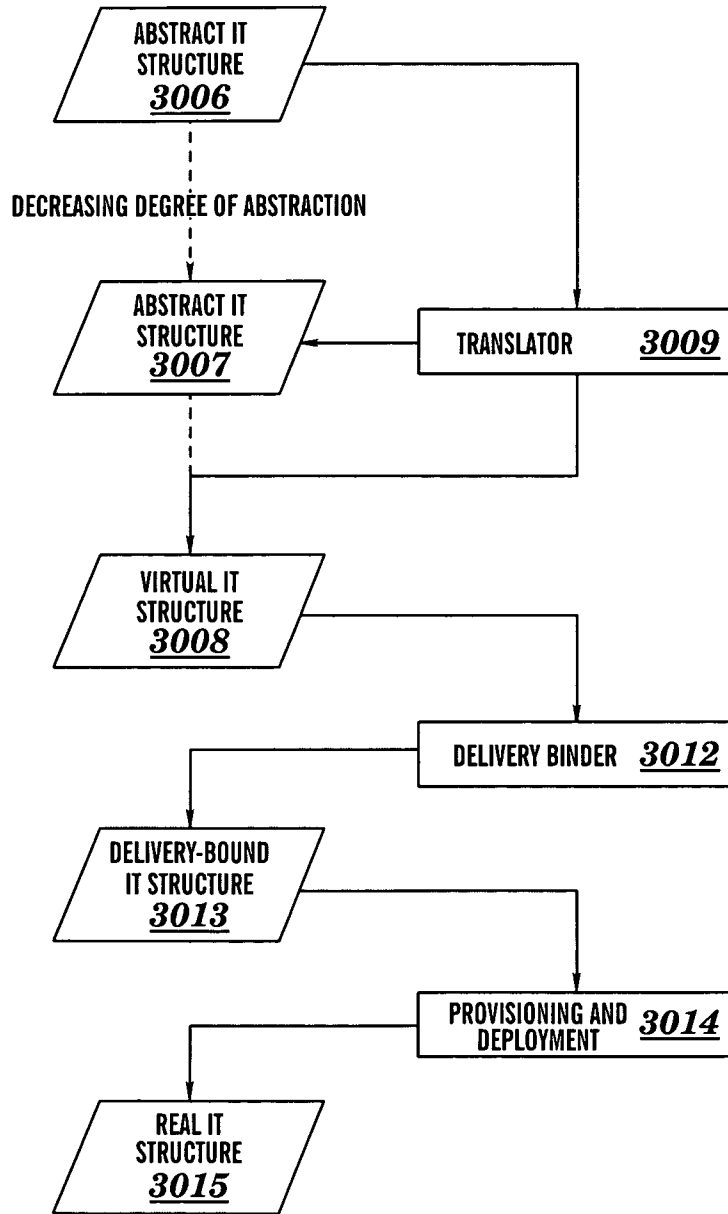 ABSTRACT IT
STRUCTURE
3006
DECREASING DEGREE OF ABSTRACTION
ABSTRACT IT
STRUCTURE
3007
TRANSLATOR 3009
VIRTUAL IT
STRUCTURE
3008
DELIVERY BINDER 3012
DELIVERY-BOUND
IT STRUCTURE
3013
PROVISIONING AND
DEPLOYMENT 3014
REAL IT
STRUCTURE
3015